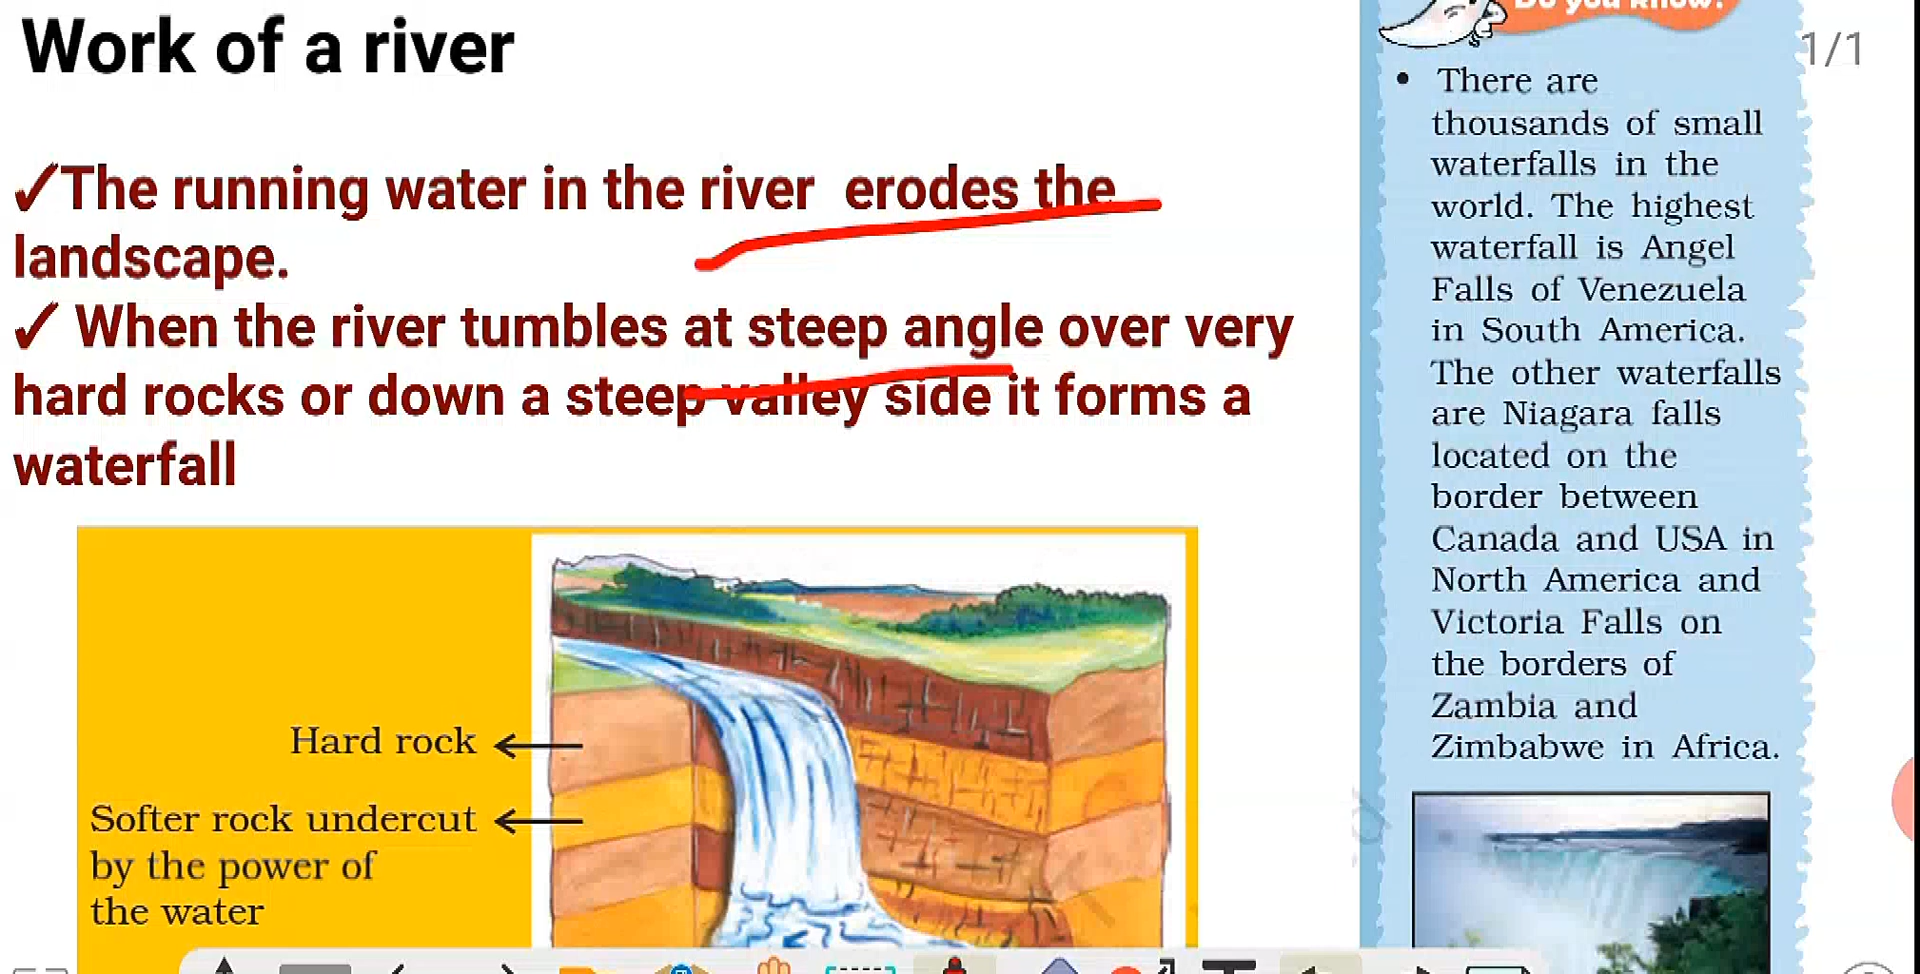 Work of a river
✓The running water in the river erodes the
landscape.
✓ When the river tumbles at steep angle over very
hard rocks or down a steep valley side it forms a
waterfall
Hard rock
Softer rock undercut
by the power of
the water
Do you know?
1/1
• There are
thousands of small
waterfalls in the
world. The highest
waterfall is Angel
Falls of Venezuela
in South America.
The other waterfalls
are Niagara falls
located on the
border between
Canada and USA in
North America and
Victoria Falls on
the borders of
Zambia and
Zimbabwe in Africa.